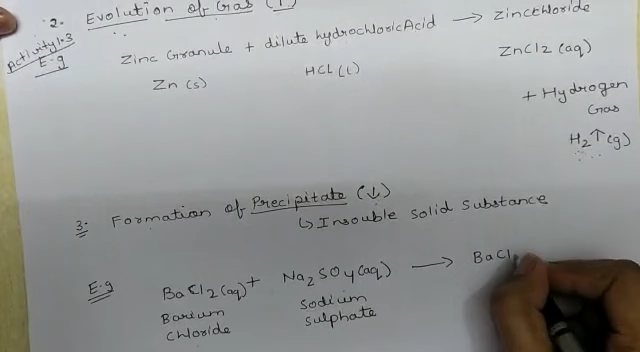 2. Evolution of Gas (↑)
Activity 1.3
E.g
Zinc Granule + dilute hydrochloric Acid → Zinc chloride
Zn (s) HCL (l) ZnCl2 (aq)
+ Hydrogen
Gas
H2↑(g)
3. Formation of Precipitate (↓)
↳ Insouble solid substance
E.g BaCl2(aq) + Na2SO4(aq) → BaCl
Barium Sodium
Chloride sulphate